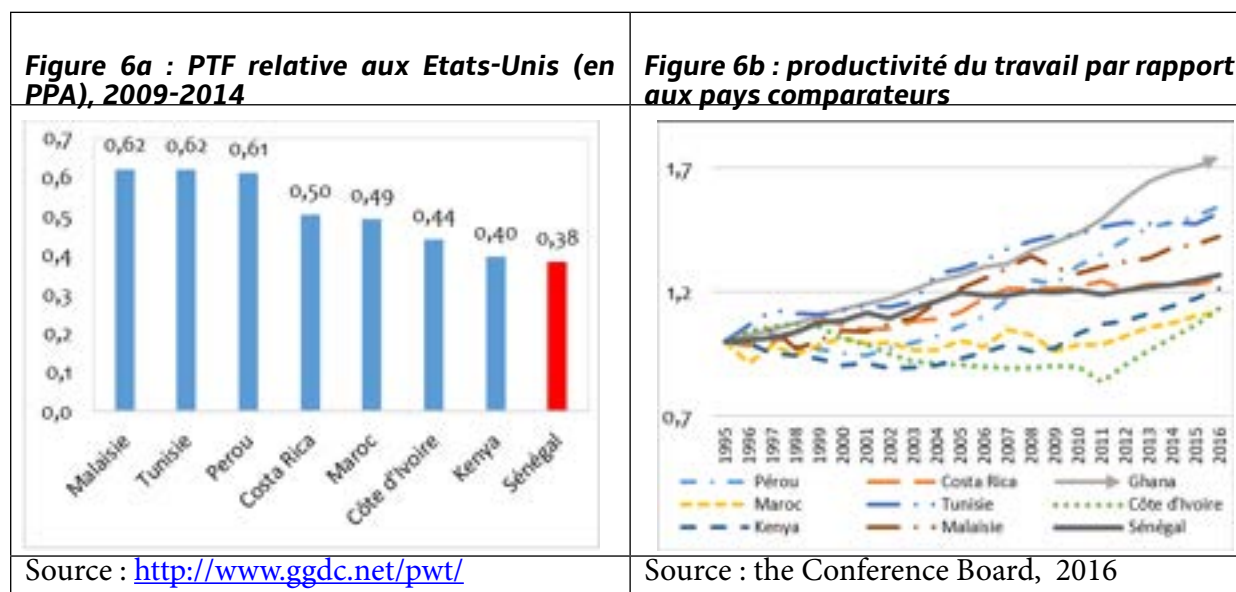 Figure 6a : PTF relative aux Etats-Unis (en
PPA), 2009-2014
0,7
0,6
0,5
0,4
0,3
0,2
0,1
0,0
0,62
0,62
0,61
0,50
0,49
0,44
0,40
0,38
Malaisie
Tunisie
Perou
Costa Rica
Maroc
Côte d'Ivoire
Kenya
Sénégal
Source : http://www.ggdc.net/pwt/
Figure 6b : productivité du travail par rapport
aux pays comparateurs
1,7
1,2
0,7
1995
1996
1997
1998
1999
2000
2001
2002
2003
2004
2005
2006
2007
2008
2009
2010
2011
2012
2013
2014
2015
2016
Pérou
Costa Rica
Ghana
Maroc
Tunisie
Côte d'Ivoire
Kenya
Malaisie
Sénégal
Source : the Conference Board, 2016